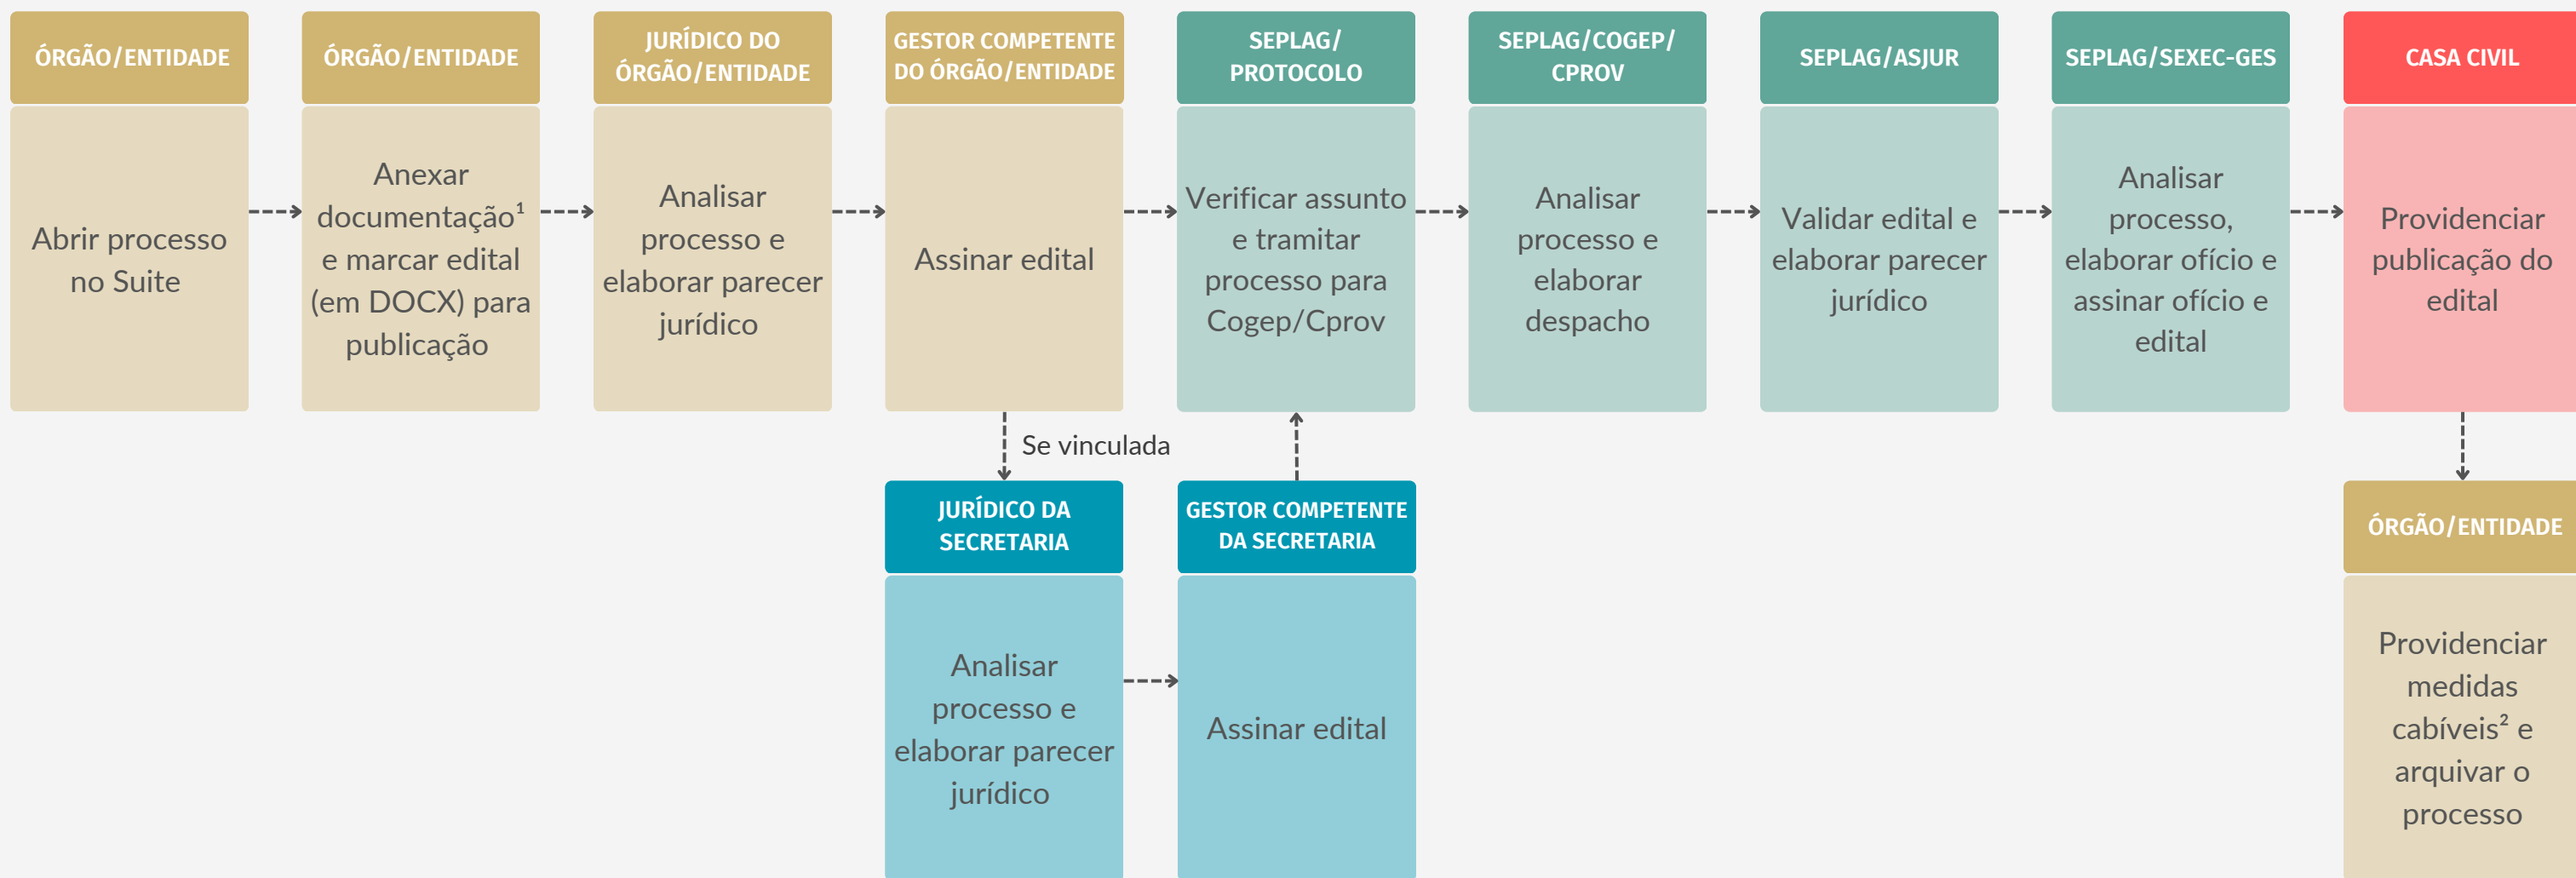 ÓRGÃO/ENTIDADE
Abrir processo
no Suite
ÓRGÃO/ENTIDADE
Anexar
documentação¹
e marcar edital
(em DOCX) para
publicação
JURÍDICO DO
ÓRGÃO/ENTIDADE
Analisar
processo e
elaborar parecer
jurídico
GESTOR COMPETENTE
DO ÓRGÃO/ENTIDADE
Assinar edital
SEPLAG/
PROTOCOLO
Verificar assunto
e tramitar
processo para
Cogep/Cprov
SEPLAG/COGEP/
CPROV
Analisar
processo e
elaborar
despacho
SEPLAG/ASJUR
Validar edital e
elaborar parecer
jurídico
SEPLAG/SEXEC-GES
Analisar
processo,
elaborar ofício e
assinar ofício e
edital
CASA CIVIL
Providenciar
publicação do
edital
Se vinculada
JURÍDICO DA
SECRETARIA
Analisar
processo e
elaborar parecer
jurídico
GESTOR COMPETENTE
DA SECRETARIA
Assinar edital
ÓRGÃO/ENTIDADE
Providenciar
medidas
cabíveis² e
arquivar o
processo